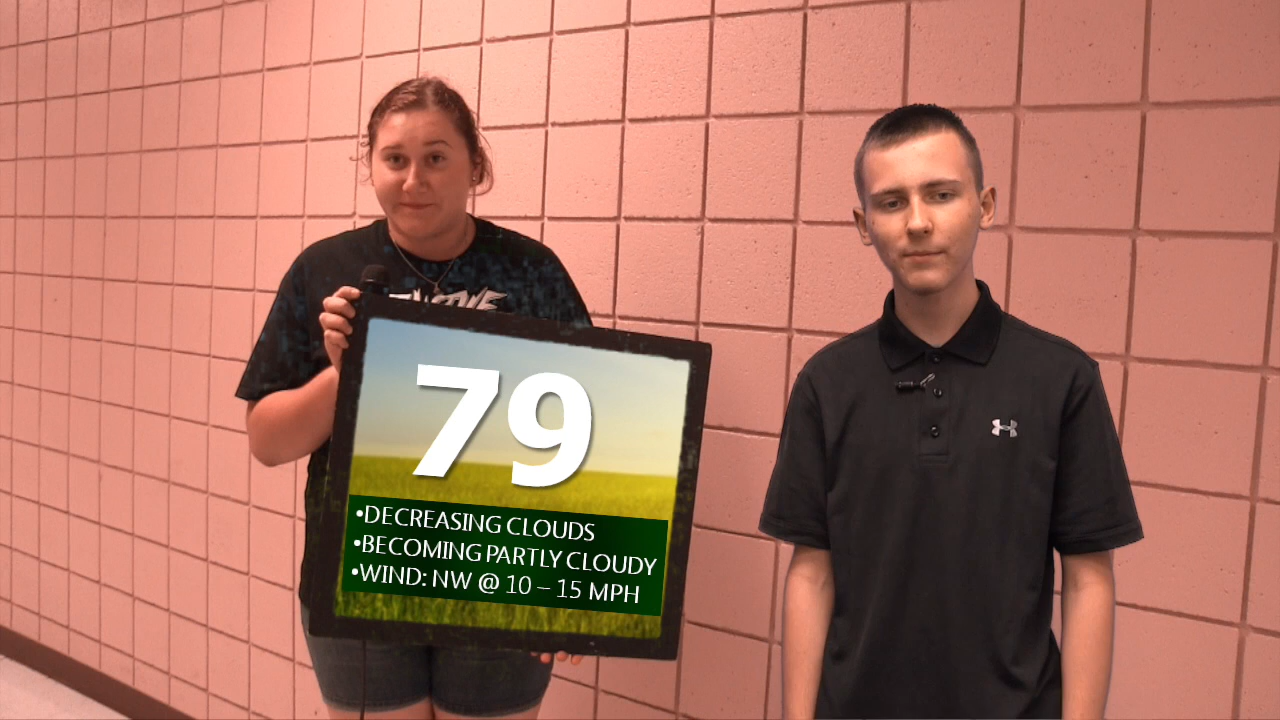 79
•DECREASING CLOUDS
•BECOMING PARTLY CLOUDY
•WIND: NW @ 10 – 15 MPH